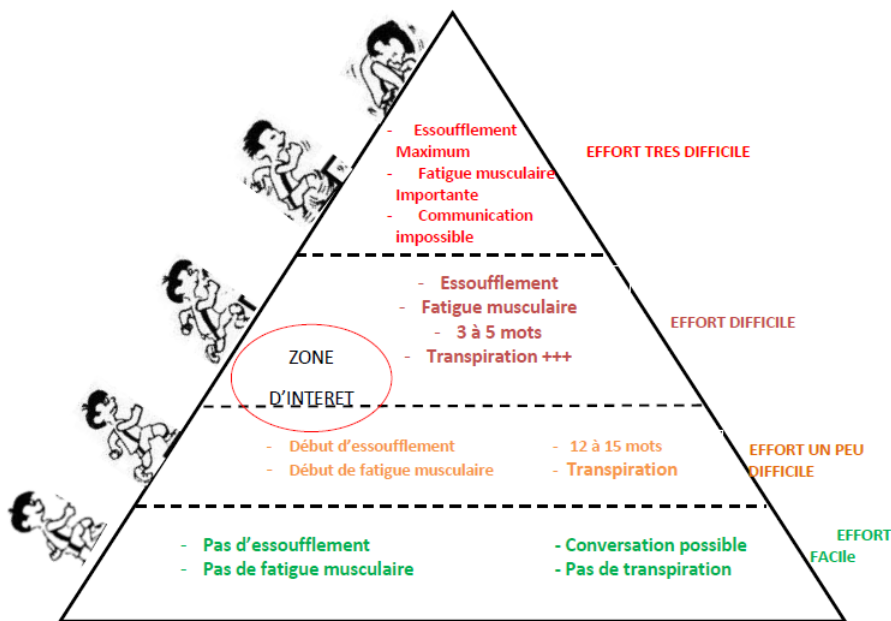 - Essoufflement
Maximum
- Fatigue musculaire
Importante
- Communication
impossible
EFFORT TRES DIFFICILE
- Essoufflement
- Fatigue musculaire
- 3 à 5 mots
- Transpiration +++
EFFORT DIFFICILE
ZONE
D’INTERET
- Début d’essoufflement
- Début de fatigue musculaire
- 12 à 15 mots
- Transpiration
EFFORT UN PEU
DIFFICILE
- Pas d’essoufflement
- Pas de fatigue musculaire
- Conversation possible
- Pas de transpiration
EFFORT
FACIle